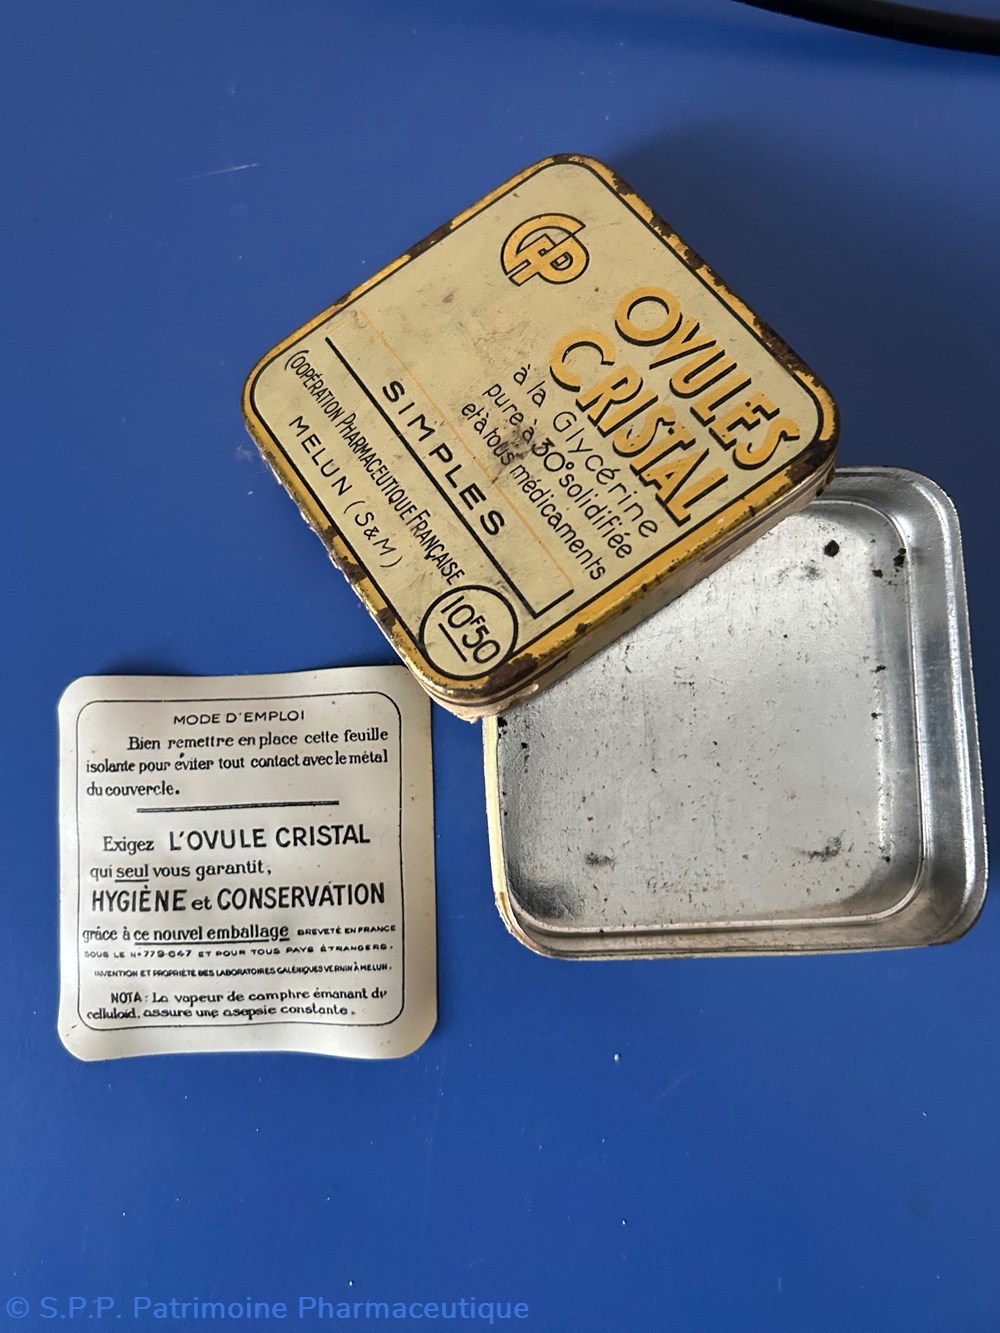 CPF
OVULES
CRISTAL
à la Glycérine
pure à 30° solidifiée
et à tous médicaments
SIMPLES
COOPÉRATION PHARMACEUTIQUE FRANÇAISE
MELUN (S&M)
10F50
MODE D'EMPLOI
Bien remettre en place cette feuille
isolante pour éviter tout contact avec le métal
du couvercle.
Exigez L'OVULE CRISTAL
qui seul vous garantit,
HYGIÈNE et CONSERVATION
grâce à ce nouvel emballage BREVETÉ EN FRANCE
SOUS LE N° 779-647 ET POUR TOUS PAYS ÉTRANGERS.
INVENTION ET PROPRIÉTÉ DES LABORATOIRES GALÉNIQUES VERNIN À MELUN.
NOTA : La vapeur de camphre émanant du
celluloïd, assure une asepsie constante.
© S.P.P. Patrimoine Pharmaceutique